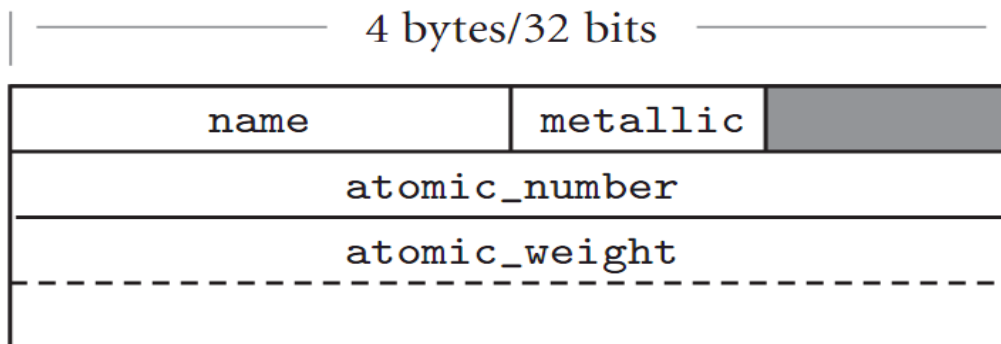 4 bytes/32 bits
name metallic
atomic_number
atomic_weight